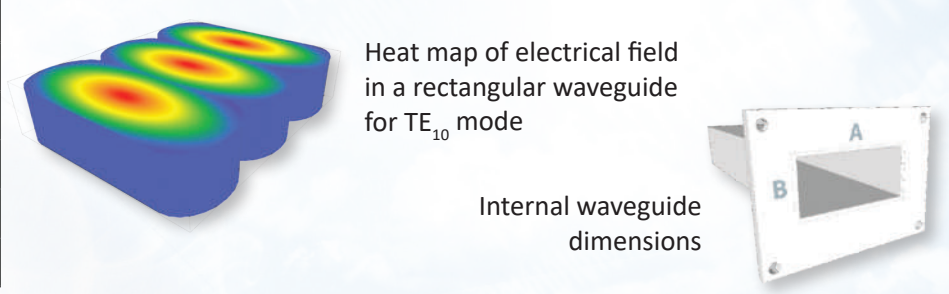 Heat map of electrical field
in a rectangular waveguide
for TE₁₀ mode
A
B
Internal waveguide
dimensions